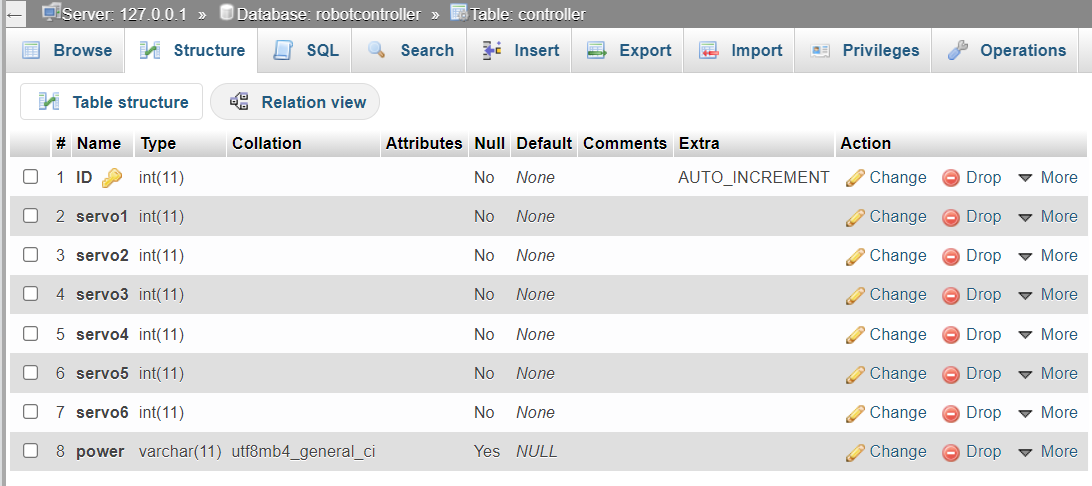 ← Server: 127.0.0.1 » Database: robotcontroller » Table: controller
Browse Structure SQL Search Insert Export Import Privileges Operations
Table structure Relation view
# Name Type Collation Attributes Null Default Comments Extra Action
1 ID int(11) No None AUTO_INCREMENT Change Drop More
2 servo1 int(11) No None Change Drop More
3 servo2 int(11) No None Change Drop More
4 servo3 int(11) No None Change Drop More
5 servo4 int(11) No None Change Drop More
6 servo5 int(11) No None Change Drop More
7 servo6 int(11) No None Change Drop More
8 power varchar(11) utf8mb4_general_ci Yes NULL Change Drop More